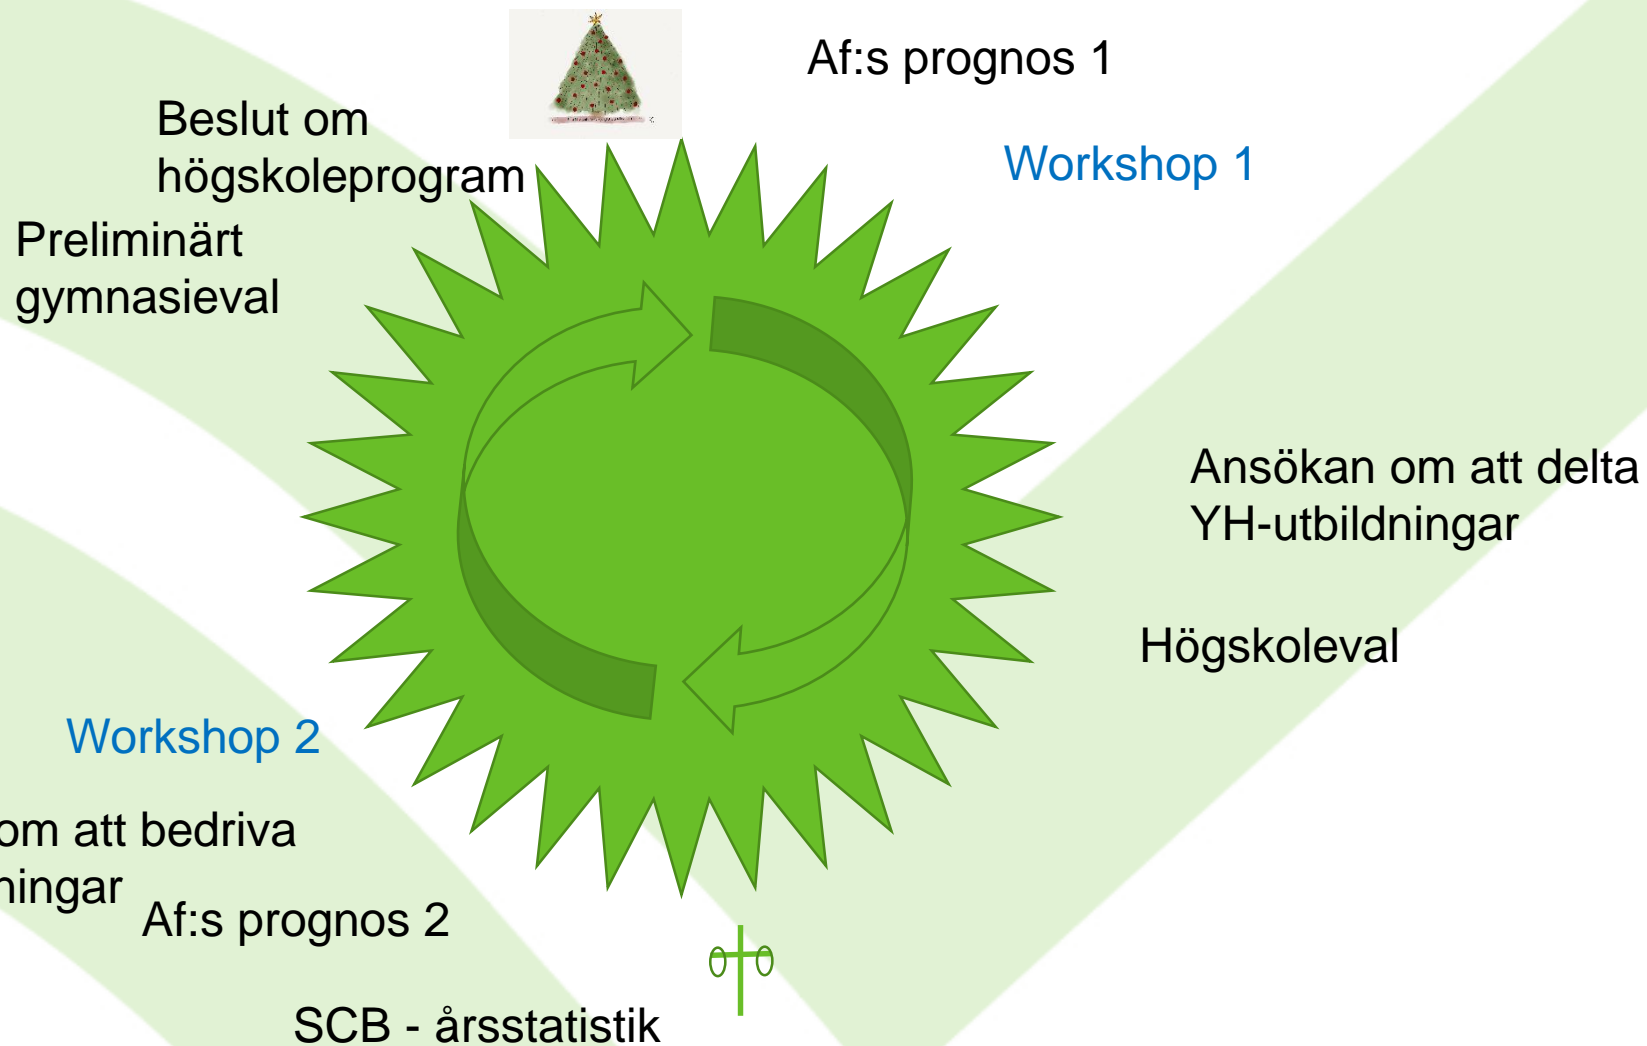 Af:s prognos 1
Beslut om
högskoleprogram
Workshop 1
Preliminärt
gymnasieval
Ansökan om att delta
YH-utbildningar
Högskoleval
Workshop 2
om att bedriva
ningar
Af:s prognos 2
SCB - årsstatistik